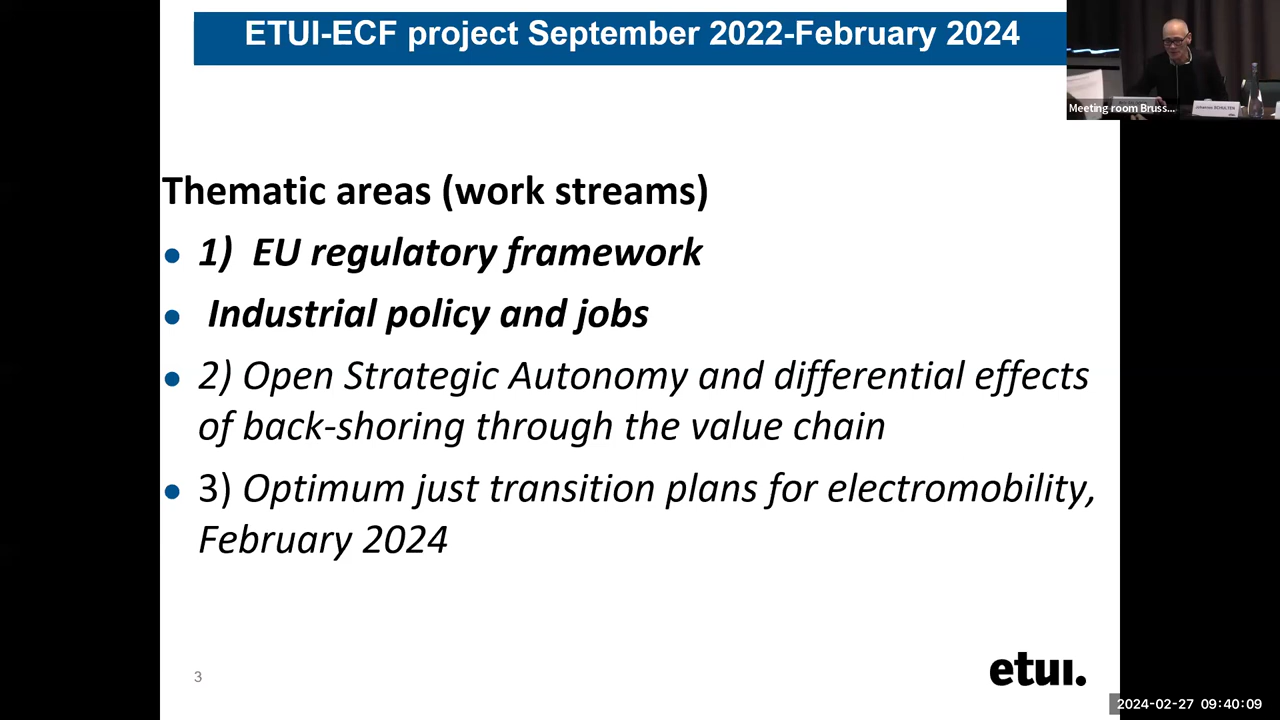 ETUI-ECF project September 2022-February 2024
Meeting room Bruss...
Johannes SCHULTEN
Thematic areas (work streams)
1) EU regulatory framework
Industrial policy and jobs
2) Open Strategic Autonomy and differential effects
of back-shoring through the value chain
3) Optimum just transition plans for electromobility,
February 2024
3
etui.
2024-02-27 09:40:09